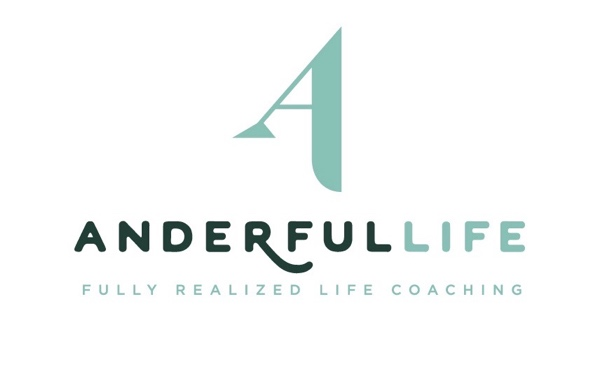 A
ANDERFULLIFE
FULLY REALIZED LIFE COACHING